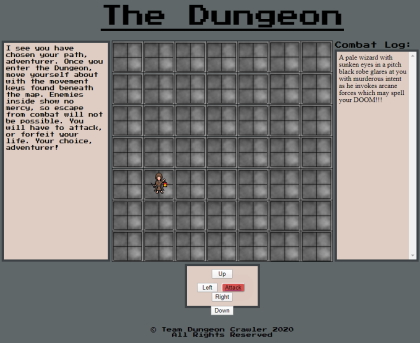 The Dungeon
I see you have
chosen your path,
adventurer. Once you
enter the Dungeon,
move yourself about
with the movement
keys found beneath
the map. Enemies
inside show no
mercy, so escape
from combat will not
be possible. You
will have to attack,
or forfeit your
life. Your choice,
adventurer!
Combat Log:
A pale wizard with
sunken eyes in a pitch
black robe glares at you
with murderous intent
as he invokes arcane
forces which may spell
your DOOM!!!
Up
Left Attack
Right
Down
© Team Dungeon Crawler 2020
All Rights Reserved